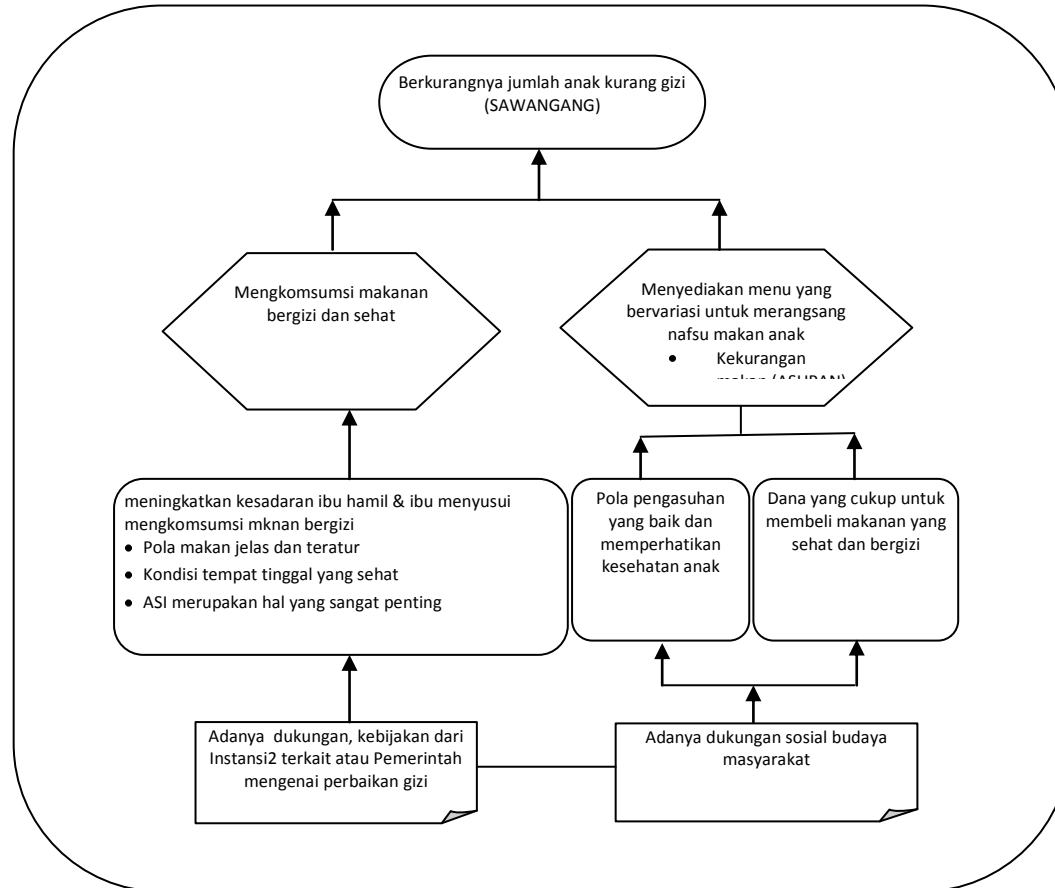 Berkurangnya jumlah anak kurang gizi
(SAWANGANG)
Mengkomsumsi makanan
bergizi dan sehat
Menyediakan menu yang
bervariasi untuk merangsang
nafsu makan anak
• Kekurangan
meningkatkan kesadaran ibu hamil & ibu menyusui
mengkomsumsi mknan bergizi
• Pola makan jelas dan teratur
• Kondisi tempat tinggal yang sehat
• ASI merupakan hal yang sangat penting
Pola pengasuhan
yang baik dan
memperhatikan
kesehatan anak
Dana yang cukup untuk
membeli makanan yang
sehat dan bergizi
Adanya dukungan, kebijakan dari
Instansi2 terkait atau Pemerintah
mengenai perbaikan gizi
Adanya dukungan sosial budaya
masyarakat